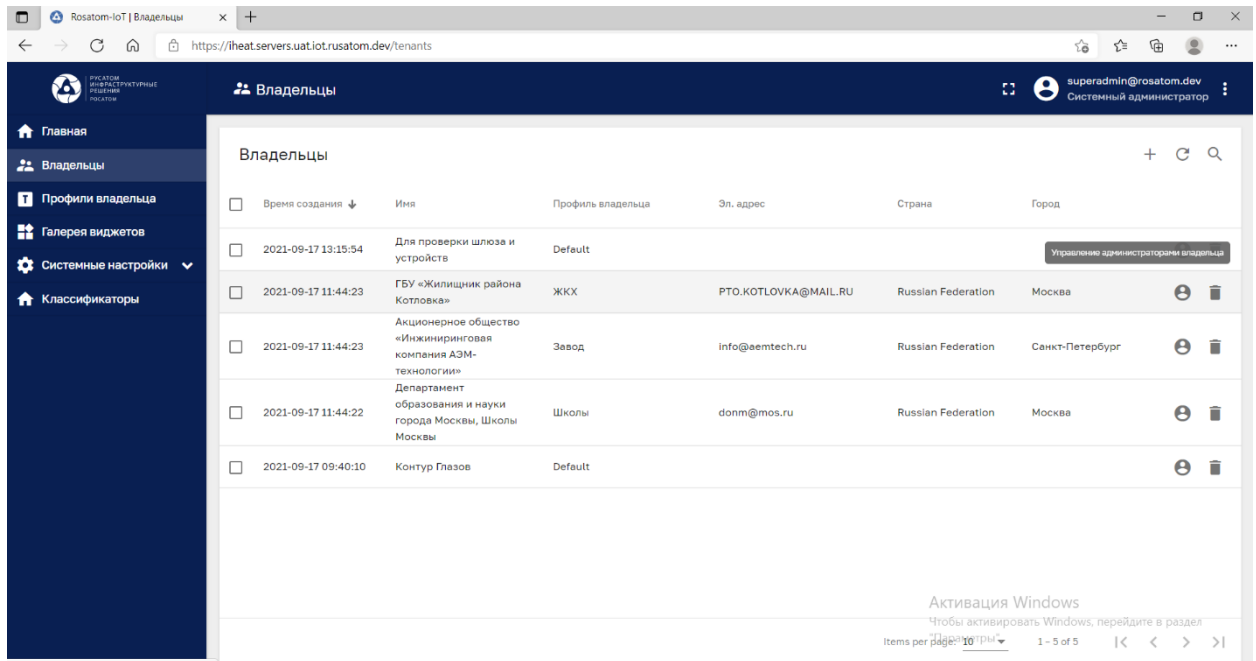 Rosatom-IoT | Владельцы
https://iheat.servers.uat.iot.rusatom.dev/tenants
РУСАТОМ
ИНФРАСТРУКТУРНЫЕ
РЕШЕНИЯ
РОСАТОМ
Владельцы
superadmin@rosatom.dev
Системный администратор
Главная
Владельцы
Профили владельца
Галерея виджетов
Системные настройки
Классификаторы
Владельцы
Время создания Имя Профиль владельца Эл. адрес Страна Город
2021-09-17 13:15:54 Для проверки шлюза и
устройств Default
Управление администраторами владельца
2021-09-17 11:44:23 ГБУ «Жилищник района
Котловка» ЖКХ PTO.KOTLOVKA@MAIL.RU Russian Federation Москва
Акционерное общество
«Инжиниринговая
2021-09-17 11:44:23 компания АЭМ- Завод info@aemtech.ru Russian Federation Санкт-Петербург
технологии»
Департамент
образования и науки
2021-09-17 11:44:22 города Москвы, Школы Школы donm@mos.ru Russian Federation Москва
Москвы
2021-09-17 09:40:10 Контур Глазов Default
Активация Windows
Чтобы активировать Windows, перейдите в раздел
"Параметры".
Items per page: 10 1 – 5 of 5